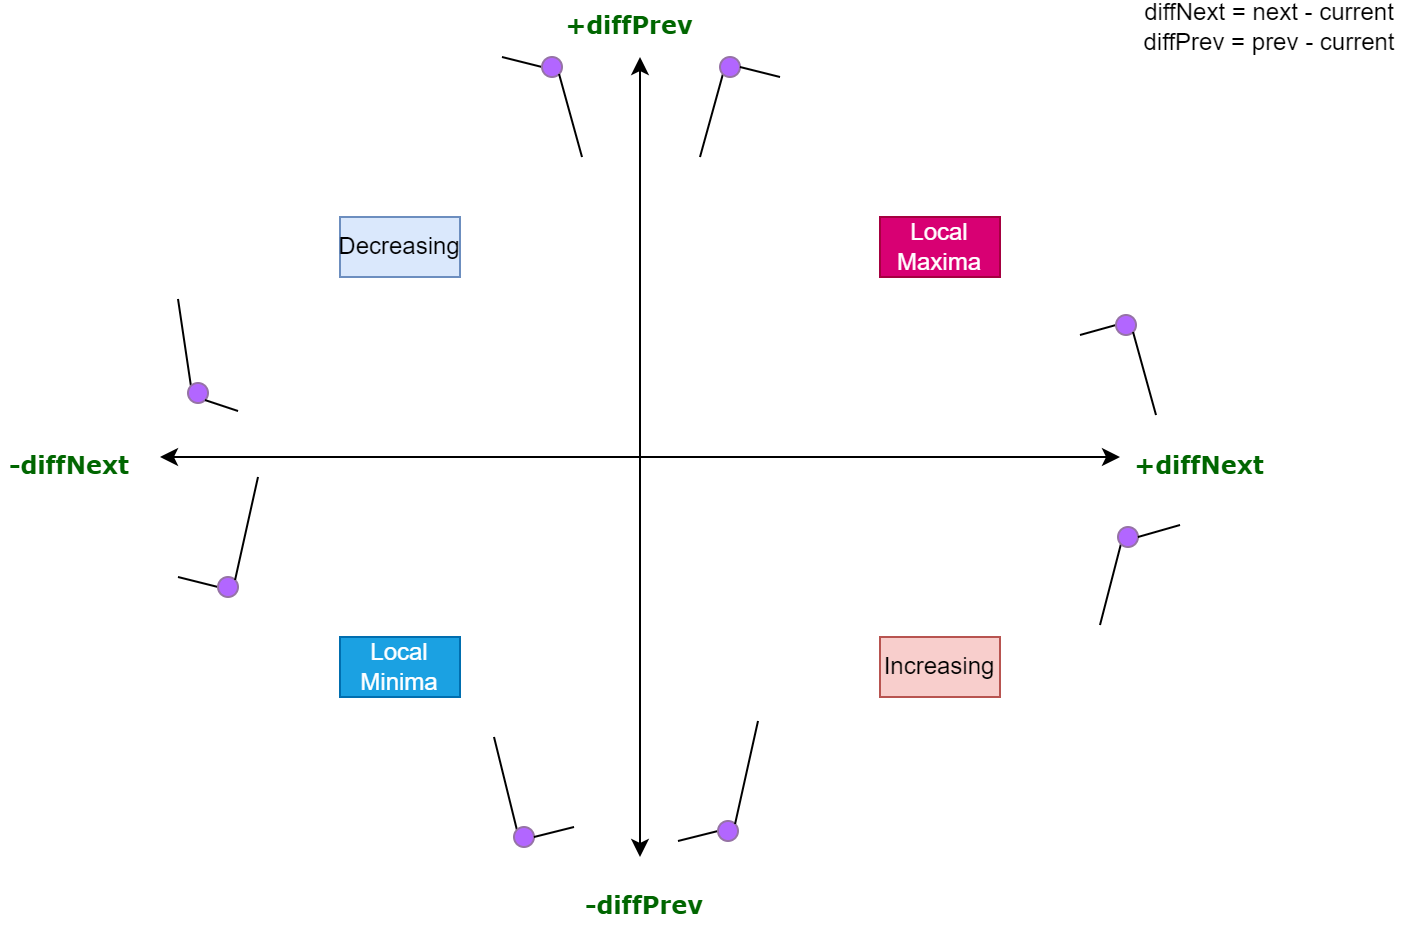 diffNext = next - current
diffPrev = prev - current
+diffPrev
Decreasing
Local
Maxima
-diffNext
+diffNext
Local
Minima
Increasing
-diffPrev